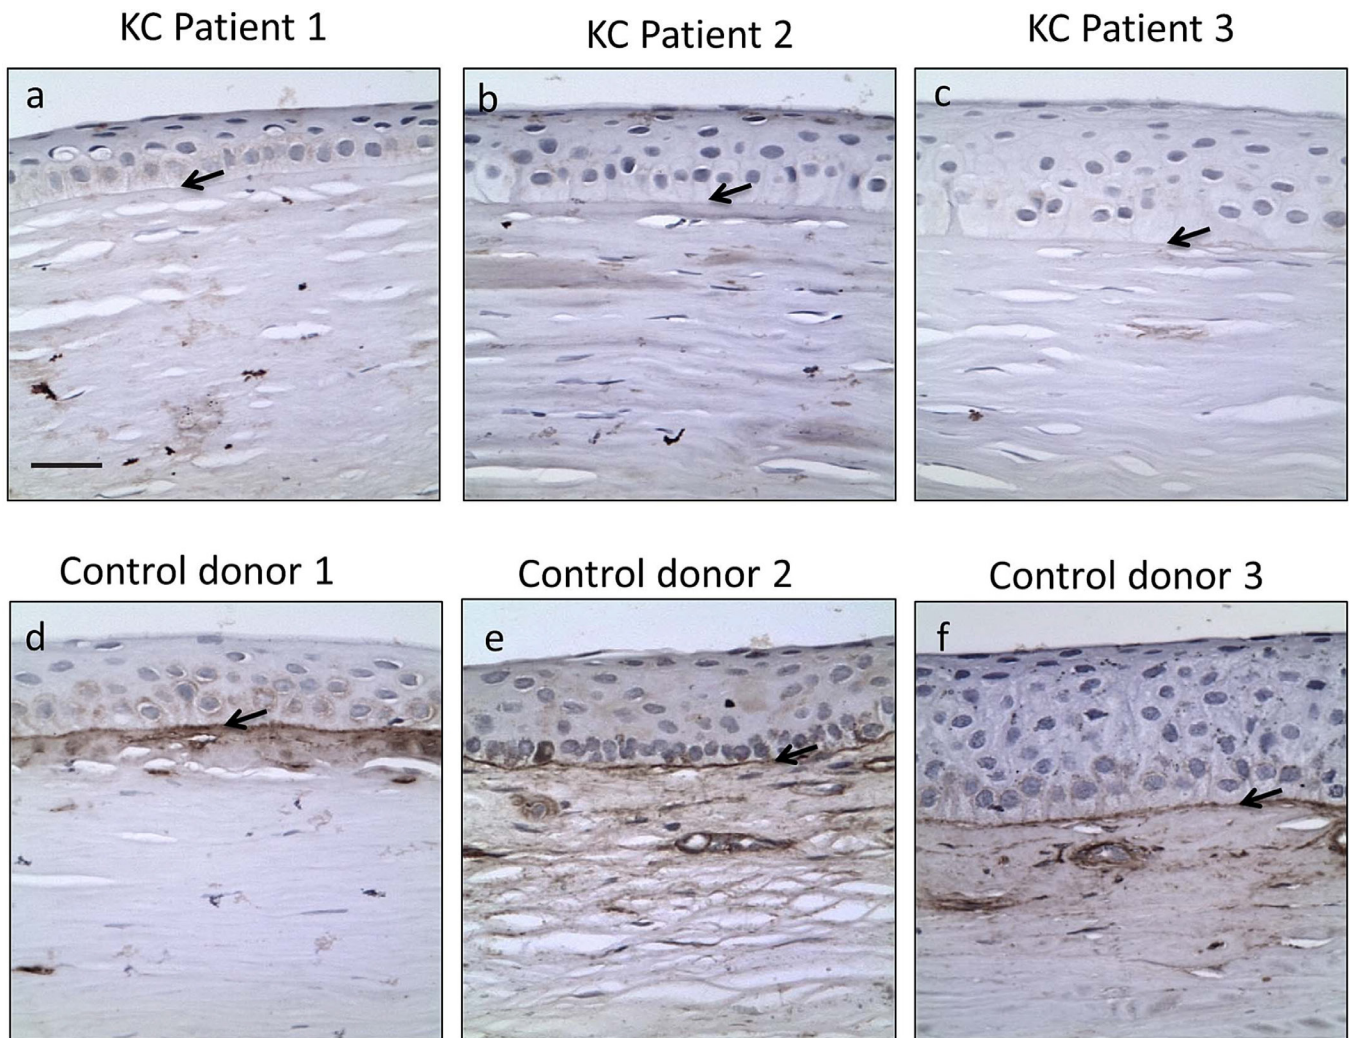 KC Patient 1
KC Patient 2
KC Patient 3
a
b
c
Control donor 1
Control donor 2
Control donor 3
d
e
f